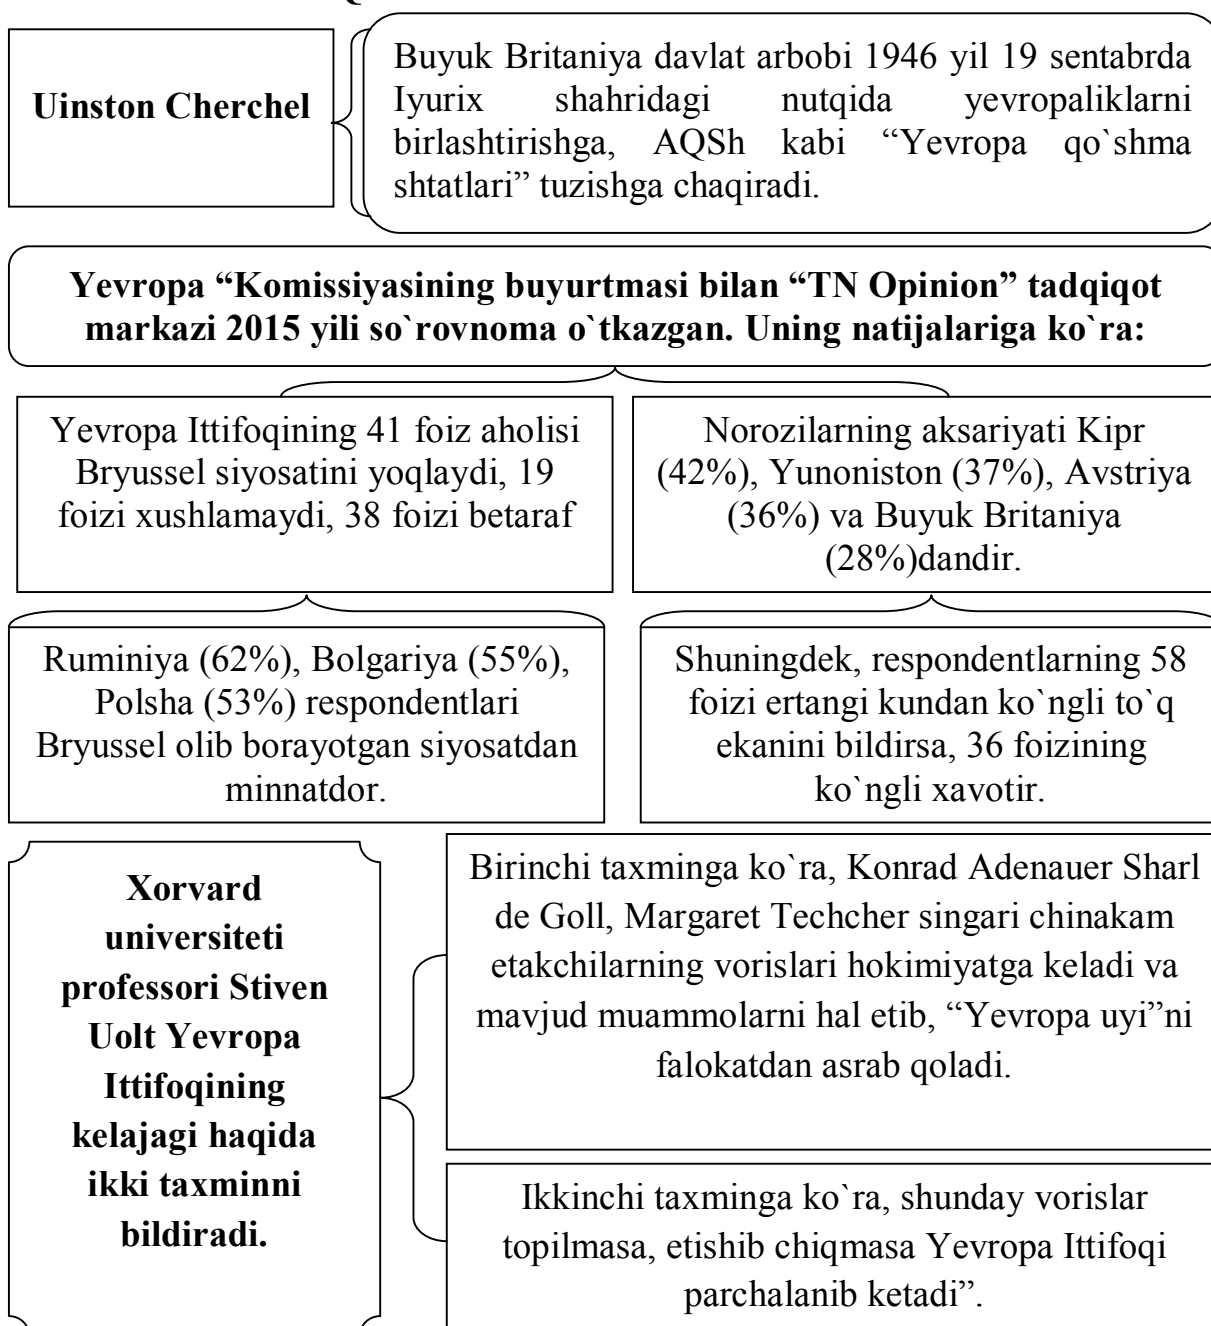 Uinston Cherchel
Buyuk Britaniya davlat arbobi 1946 yil 19 sentabrda
Iyurix shahridagi nutqida yevropaliklarni
birlashtirishga, AQSh kabi “Yevropa qo`shma
shtatlari” tuzishga chaqiradi.
Yevropa “Komissiyasining buyurtmasi bilan “TN Opinion” tadqiqot
markazi 2015 yili so`rovnoma o`tkazgan. Uning natijalariga ko`ra:
Yevropa Ittifoqining 41 foiz aholisi
Bryussel siyosatini yoqlaydi, 19
foizi xushlamaydi, 38 foizi betaraf
Norozilarning aksariyati Kipr
(42%), Yunoniston (37%), Avstriya
(36%) va Buyuk Britaniya
(28%)dandir.
Ruminiya (62%), Bolgariya (55%),
Polsha (53%) respondentlari
Bryussel olib borayotgan siyosatdan
minnatdor.
Shuningdek, respondentlarning 58
foizi ertangi kundan ko`ngli to`q
ekanini bildirsa, 36 foizining
ko`ngli xavotir.
Xorvard
universiteti
professori Stiven
Uolt Yevropa
Ittifoqining
kelajagi haqida
ikki taxminni
bildiradi.
Birinchi taxminga ko`ra, Konrad Adenauer Sharl
de Goll, Margaret Techcher singari chinakam
etakchilarning vorislari hokimiyatga keladi va
mavjud muammolarni hal etib, “Yevropa uyi”ni
falokatdan asrab qoladi.
Ikkinchi taxminga ko`ra, shunday vorislar
topilmasa, etishib chiqmasa Yevropa Ittifoqi
parchalanib ketadi”.